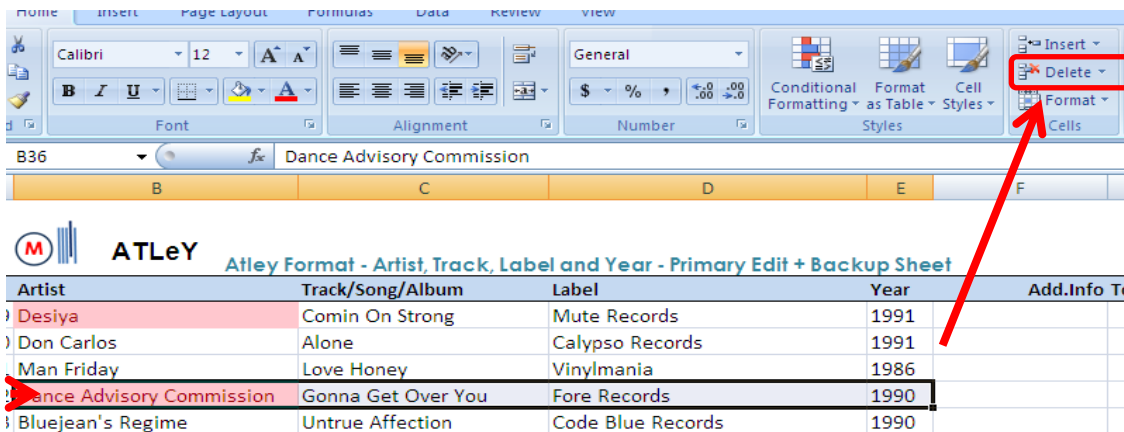 Home Insert Page Layout Formulas Data Review View
Calibri 12 A A General Insert
B I U A $ % , .00 .00 Conditional Formatting Format as Table Cell Styles Delete
Format
Font Alignment Number Styles Cells
B36 fx Dance Advisory Commission
B C D E F
M ATLeY
Atley Format - Artist, Track, Label and Year - Primary Edit + Backup Sheet
Artist Track/Song/Album Label Year Add.Info
Desiya Comin On Strong Mute Records 1991
Don Carlos Alone Calypso Records 1991
Man Friday Love Honey Vinylmania 1986
Dance Advisory Commission Gonna Get Over You Fore Records 1990
Bluejean's Regime Untrue Affection Code Blue Records 1990